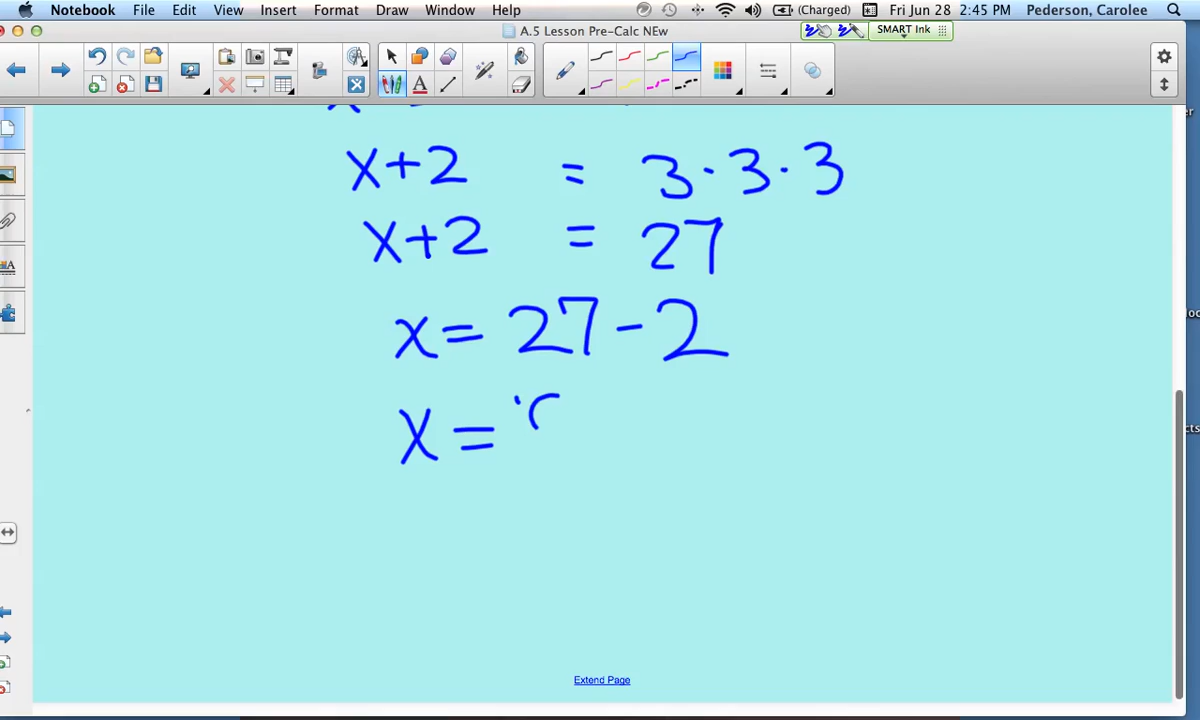 Notebook File Edit View Insert Format Draw Window Help (Charged) Fri Jun 28 2:45 PM Pederson, Carolee
A.5 Lesson Pre-Calc NEw
SMART Ink
x+2 = 3·3·3
x+2 = 27
x = 27-2
x =
Extend Page